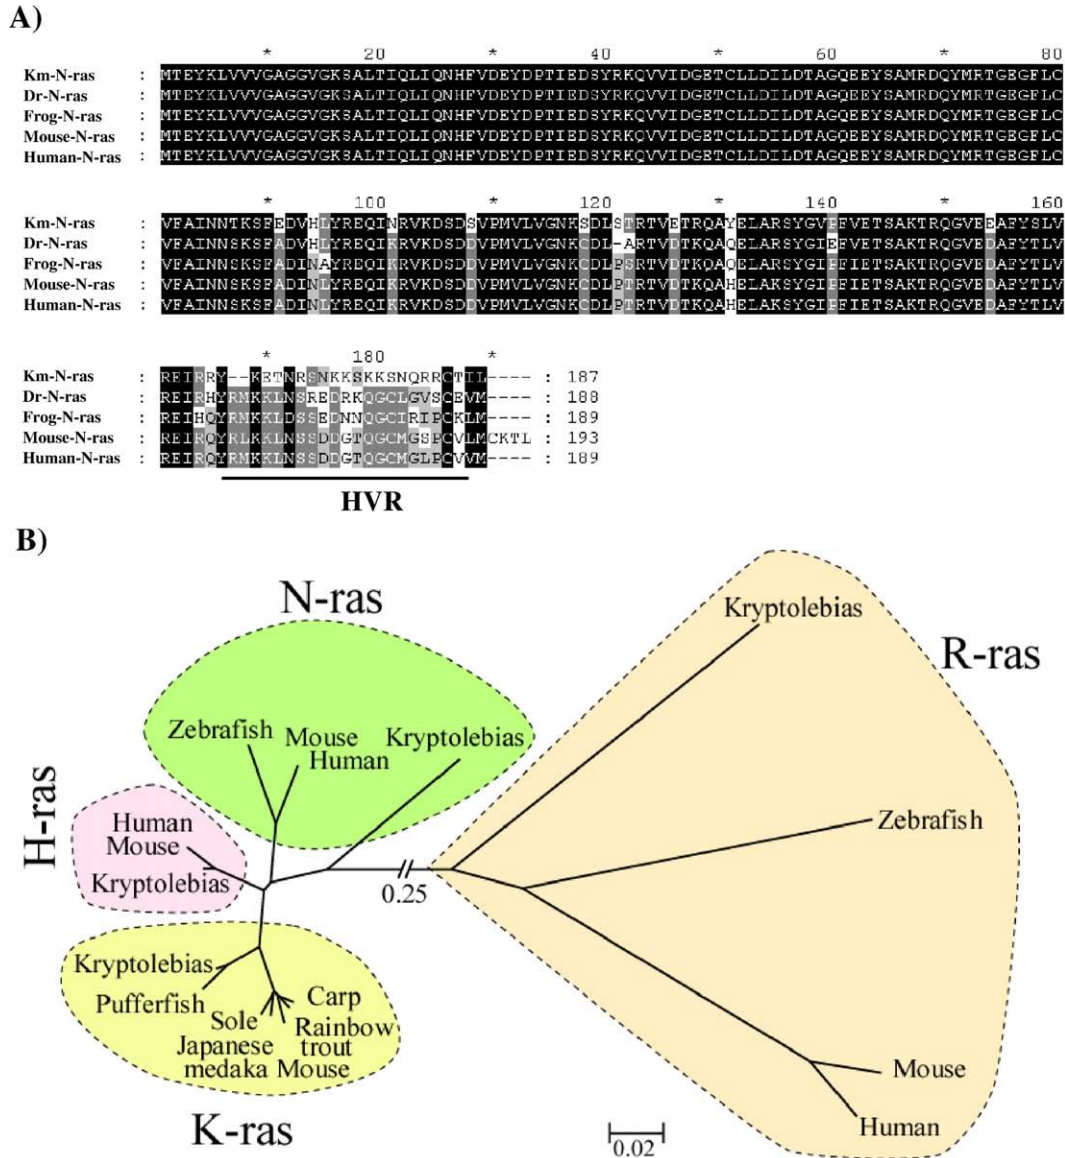 A)
* 20 * 40 * 60 * 80
Km-N-ras : MTEYKLVVVGAGGVGKSALTIQLIQNHFVDEYDPTIEDSYRKQVVIDGETCLLDILDTAGQEEYSAMRDQYMRTGEGFLC
Dr-N-ras : MTEYKLVVVGAGGVGKSALTIQLIQNHFVDEYDPTIEDSYRKQVVIDGETCLLDILDTAGQEEYSAMRDQYMRTGEGFLC
Frog-N-ras : MTEYKLVVVGAGGVGKSALTIQLIQNHFVDEYDPTIEDSYRKQVVIDGETCLLDILDTAGQEEYSAMRDQYMRTGEGFLC
Mouse-N-ras : MTEYKLVVVGAGGVGKSALTIQLIQNHFVDEYDPTIEDSYRKQVVIDGETCLLDILDTAGQEEYSAMRDQYMRTGEGFLC
Human-N-ras : MTEYKLVVVGAGGVGKSALTIQLIQNHFVDEYDPTIEDSYRKQVVIDGETCLLDILDTAGQEEYSAMRDQYMRTGEGFLC
* 100 * 120 * 140 * 160
Km-N-ras : VFAINNTKSFEDVHLYREQINRVKDSDSVPMVLVGNKSDLSTRTVETRQAYELARSYGVPFVETSAKTRQGVEEAFYSLV
Dr-N-ras : VFAINNSKSFADVHLYREQIKRVKDSDDVPMVLVGNKCDL-ARTVDTKQAQELARSYGIEFVETSAKTRQGVEDAFYTLV
Frog-N-ras : VFAINNSKSFADINAYREQIKRVKDSDDVPMVLVGNKCDLPSRTVDTKQAQELARSYGIPFIETSAKTRQGVEDAFYTLV
Mouse-N-ras : VFAINNSKSFADINLYREQIKRVKDSDDVPMVLVGNKCDLPTRTVDTKQAHELAKSYGIPFIETSAKTRQGVEDAFYTLV
Human-N-ras : VFAINNSKSFADINLYREQIKRVKDSDDVPMVLVGNKCDLPTRTVDTKQAHELAKSYGIPFIETSAKTRQGVEDAFYTLV
* 180 *
Km-N-ras : REIRRY--KETNRSNKKSKKSNQRRCTIL---- : 187
Dr-N-ras : REIRHYRMKKLNSREDRKQGCLGVSCEVM---- : 188
Frog-N-ras : REIHQYRMKKLDSSEDNNQGCIRIPCKLM---- : 189
Mouse-N-ras : REIRQYRLKKLNSSDDGTQGCMGSPCVLMCKTL : 193
Human-N-ras : REIRQYRMKKLNSSDDGTQGCMGLPCVVM---- : 189
HVR
B)
N-ras
Kryptolebias
R-ras
Zebrafish
Mouse
Human
Kryptolebias
H-ras
Human
Mouse
Kryptolebias
Zebrafish
0.25
Kryptolebias
Pufferfish
Carp
Sole
Rainbow
trout
Japanese
medaka
Mouse
K-ras
Mouse
Human
0.02